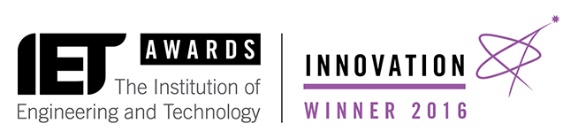 IET AWARDS
The Institution of
Engineering and Technology
INNOVATION
WINNER 2016